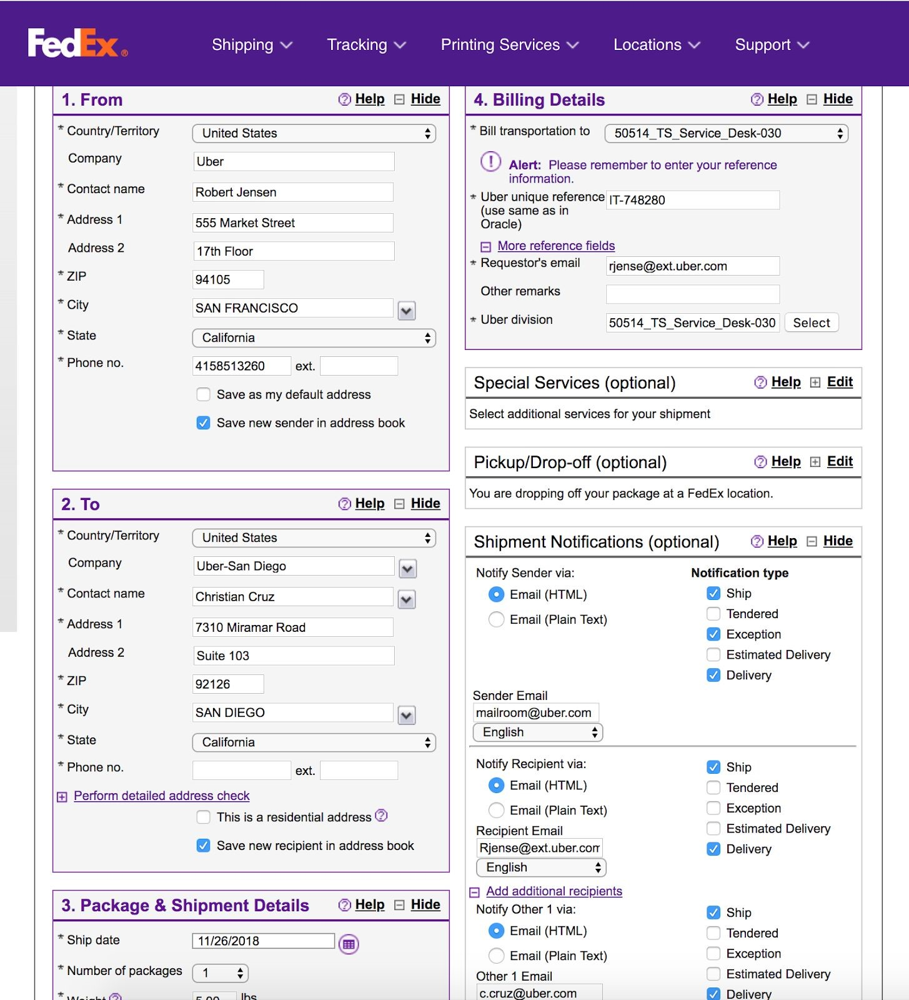 FedEx®
Shipping Tracking Printing Services Locations Support
1. From Help Hide
* Country/Territory United States
Company Uber
* Contact name Robert Jensen
* Address 1 555 Market Street
Address 2 17th Floor
* ZIP 94105
* City SAN FRANCISCO
* State California
* Phone no. 4158513260 ext.
Save as my default address
Save new sender in address book
2. To Help Hide
* Country/Territory United States
Company Uber-San Diego
* Contact name Christian Cruz
* Address 1 7310 Miramar Road
Address 2 Suite 103
* ZIP 92126
* City SAN DIEGO
* State California
* Phone no. ext.
Perform detailed address check
This is a residential address
Save new recipient in address book
3. Package & Shipment Details Help Hide
* Ship date 11/26/2018
* Number of packages 1
* Weight 5.00 lbs
4. Billing Details Help Hide
* Bill transportation to 50514_TS_Service_Desk-030
Alert: Please remember to enter your reference
information.
* Uber unique reference IT-748280
(use same as in
Oracle)
More reference fields
* Requestor's email rjense@ext.uber.com
Other remarks
* Uber division 50514_TS_Service_Desk-030 Select
Special Services (optional) Help Edit
Select additional services for your shipment
Pickup/Drop-off (optional) Help Edit
You are dropping off your package at a FedEx location.
Shipment Notifications (optional) Help Hide
Notify Sender via: Notification type
Email (HTML) Ship
Email (Plain Text) Tendered
Exception
Estimated Delivery
Delivery
Sender Email
mailroom@uber.com
English
Notify Recipient via: Ship
Email (HTML) Tendered
Email (Plain Text) Exception
Recipient Email Estimated Delivery
Rjense@ext.uber.com Delivery
English
Add additional recipients
Notify Other 1 via: Ship
Email (HTML) Tendered
Email (Plain Text) Exception
Other 1 Email Estimated Delivery
c.cruz@uber.com Delivery